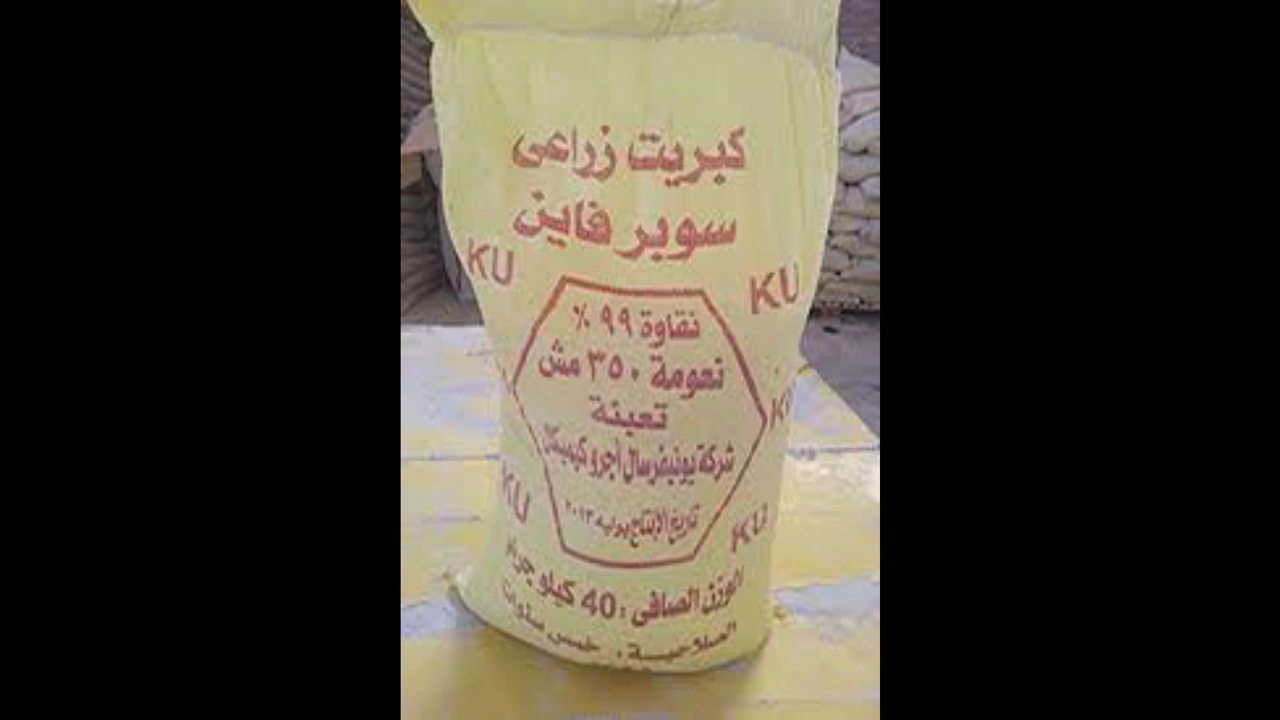 كبريت زراعى
سوبر فاين
KU
KU
نقاوة ٩٩ ٪
نعومة ٣٥٠ مش
تعبئة
KU
شركة يونيفرسال أجروكيميكال
KU
تاريخ الإنتاج يوليه ٢٠١٣
KU
الوزن الصافى : 40 كيلو جرام
الصلاحية : خمس سنوات